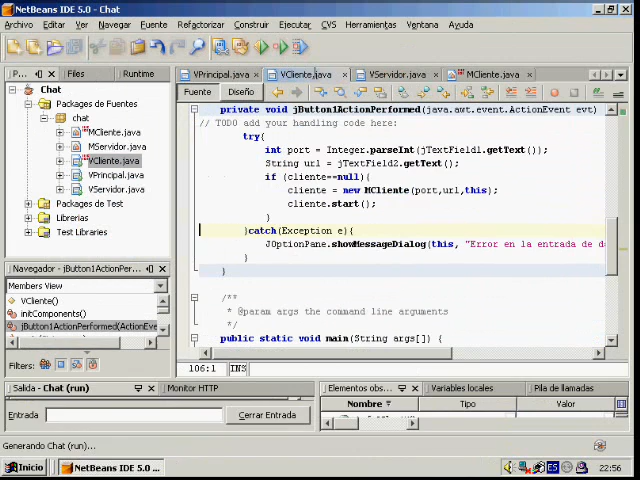 NetBeans IDE 5.0 - Chat
Archivo Editar Ver Navegar Fuente Refactorizar Construir Ejecutar CVS Herramientas Ventana Ayuda
Files Runtime
VPrincipal.java VCliente.java VServidor.java MCliente.java
Fuente Diseño
Chat
Paquetes de Fuentes
chat
MCliente.java
MServidor.java
VCliente.java
VPrincipal.java
VServidor.java
Paquetes de Test
Librerias
Test Libraries
private void jButton1ActionPerformed(java.awt.event.ActionEvent evt)
// TODO add your handling code here:
try{
int port = Integer.parseInt(jTextField1.getText());
String url = jTextField2.getText();
if (cliente==null){
cliente = new MCliente(port,url,this);
cliente.start();
}
}catch(Exception e){
JOptionPane.showMessageDialog(this, "Error en la entrada de d
}
}
/**
* @param args the command line arguments
*/
public static void main(String args[]) {
106:1 INS
Navegador - jButton1ActionPer...
Members View
VCliente()
initComponents()
jButton1ActionPerformed(ActionEvent
Filters:
Salida - Chat (run) Monitor HTTP
Entrada Cerrar Entrada
Elementos obs... Variables locales Pila de llamadas
Nombre Tipo Valor
Generando Chat (run)...
Inicio NetBeans IDE 5.0 ... ES 22:56